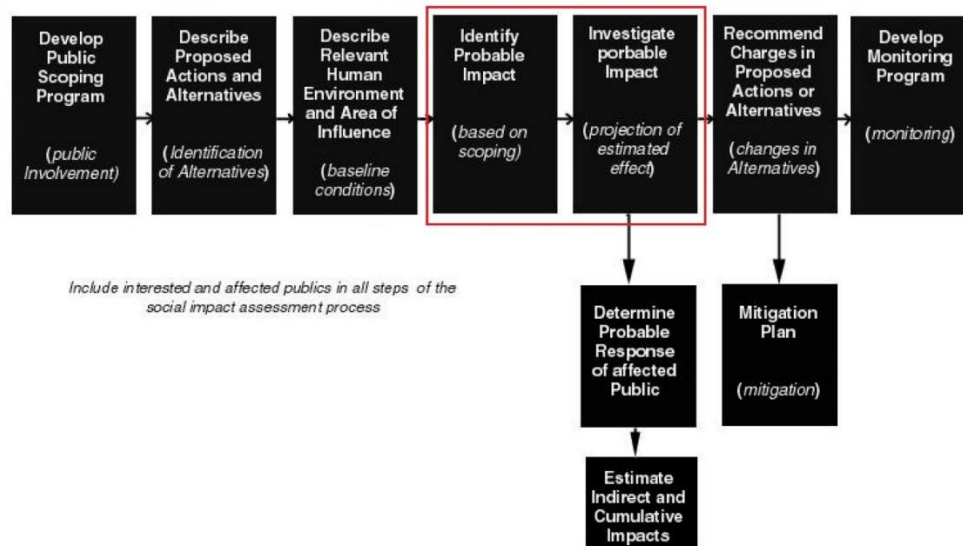 Develop
Public
Scoping
Program
(public
Involvement)
Describe
Proposed
Actions and
Alternatives
(Identification
of Alternatives)
Describe
Relevant
Human
Environment
and Area of
Influence
(baseline
conditions)
Identify
Probable
Impact
(based on
scoping)
Investigate
porbable
Impact
(projection of
estimated
effect)
Recommend
Charges in
Proposed
Actions or
Alternatives
(changes in
Alternatives)
Develop
Monitoring
Program
(monitoring)
Include interested and affected publics in all steps of the
social impact assessment process
Determine
Probable
Response
of affected
Public
Mitigation
Plan
(mitigation)
Estimate
Indirect and
Cumulative
Impacts